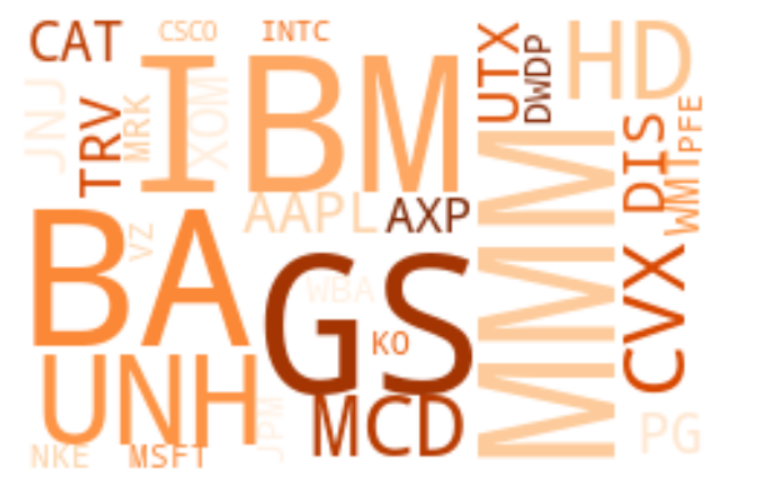 CAT
CSCO
INTC
UTX
DWDP
HD
JNJ
TRV
MRK
IBM
XOM
MMM
DIS
WMT
PFE
AAPL
AXP
BA
VZ
GS
WBA
KO
CVX
UNH
JPM
MCD
PG
NKE
MSFT